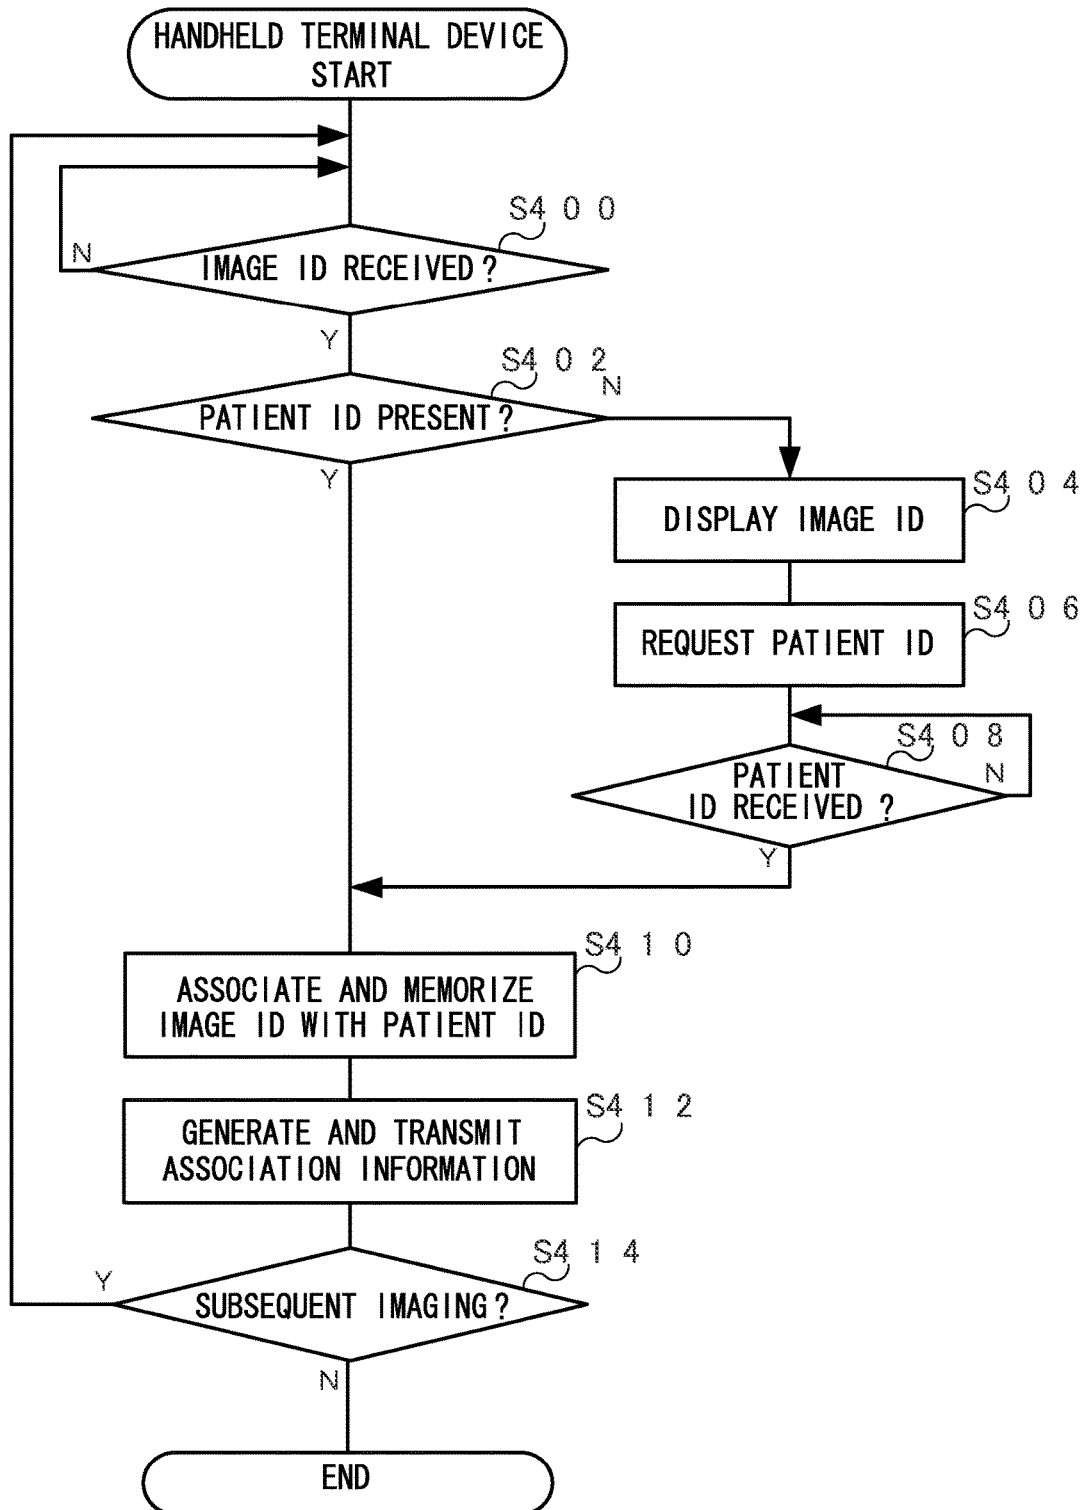 HANDHELD TERMINAL DEVICE
START
S400
N
IMAGE ID RECEIVED?
Y
S402
N
PATIENT ID PRESENT?
Y
S404
DISPLAY IMAGE ID
S406
REQUEST PATIENT ID
S408
N
PATIENT
ID RECEIVED ?
Y
S410
ASSOCIATE AND MEMORIZE
IMAGE ID WITH PATIENT ID
S412
GENERATE AND TRANSMIT
ASSOCIATION INFORMATION
S414
Y
SUBSEQUENT IMAGING?
N
END